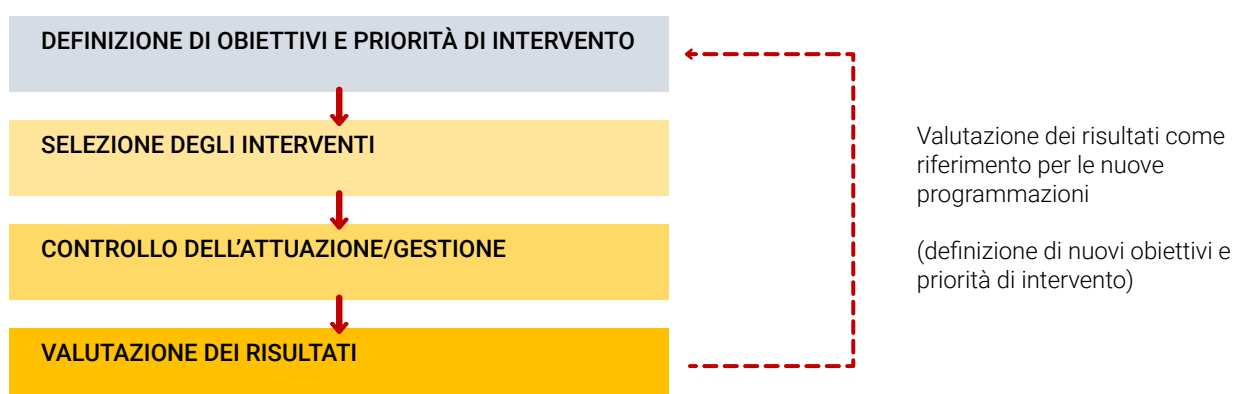 DEFINIZIONE DI OBIETTIVI E PRIORITÀ DI INTERVENTO
SELEZIONE DEGLI INTERVENTI
CONTROLLO DELL'ATTUAZIONE/GESTIONE
VALUTAZIONE DEI RISULTATI
Valutazione dei risultati come
riferimento per le nuove
programmazioni
(definizione di nuovi obiettivi e
priorità di intervento)